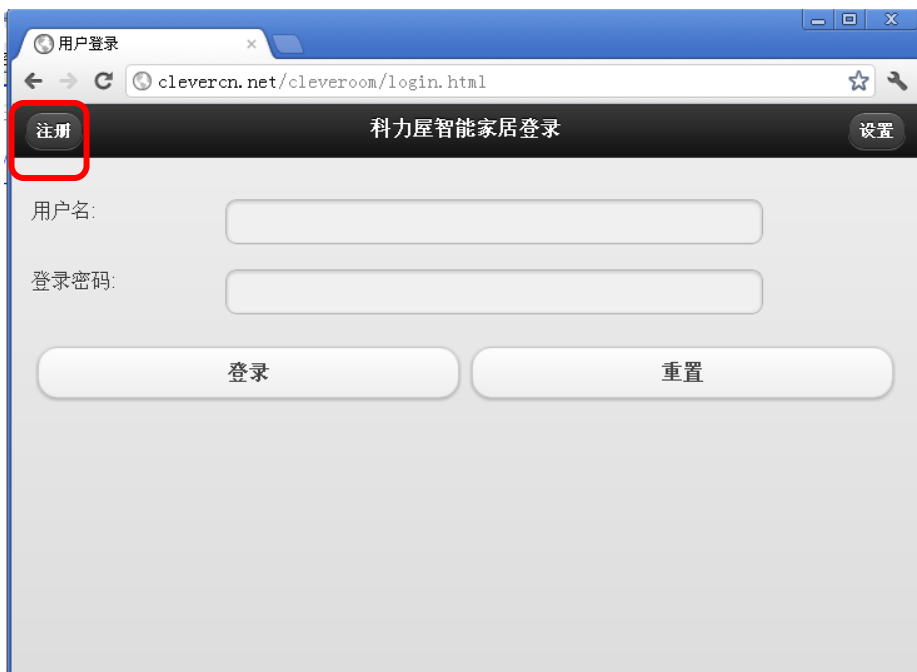 用户登录
clevercn.net/cleveroom/login.html
注册 科力屋智能家居登录 设置
用户名:
登录密码:
登录 重置